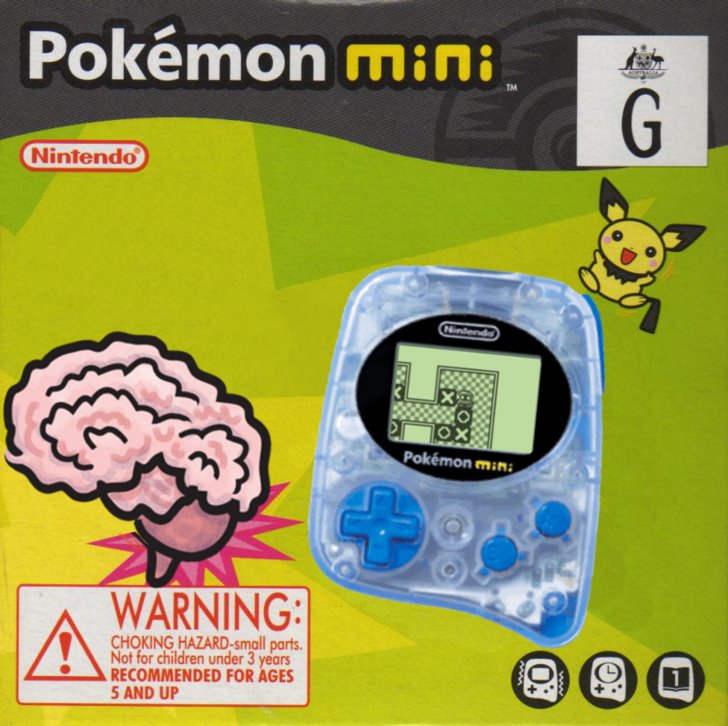 Pokémon mini
TM
AUSTRALIA
G
Nintendo®
Nintendo
Pokémon mini
WARNING:
CHOKING HAZARD-small parts.
Not for children under 3 years
RECOMMENDED FOR AGES
5 AND UP
1